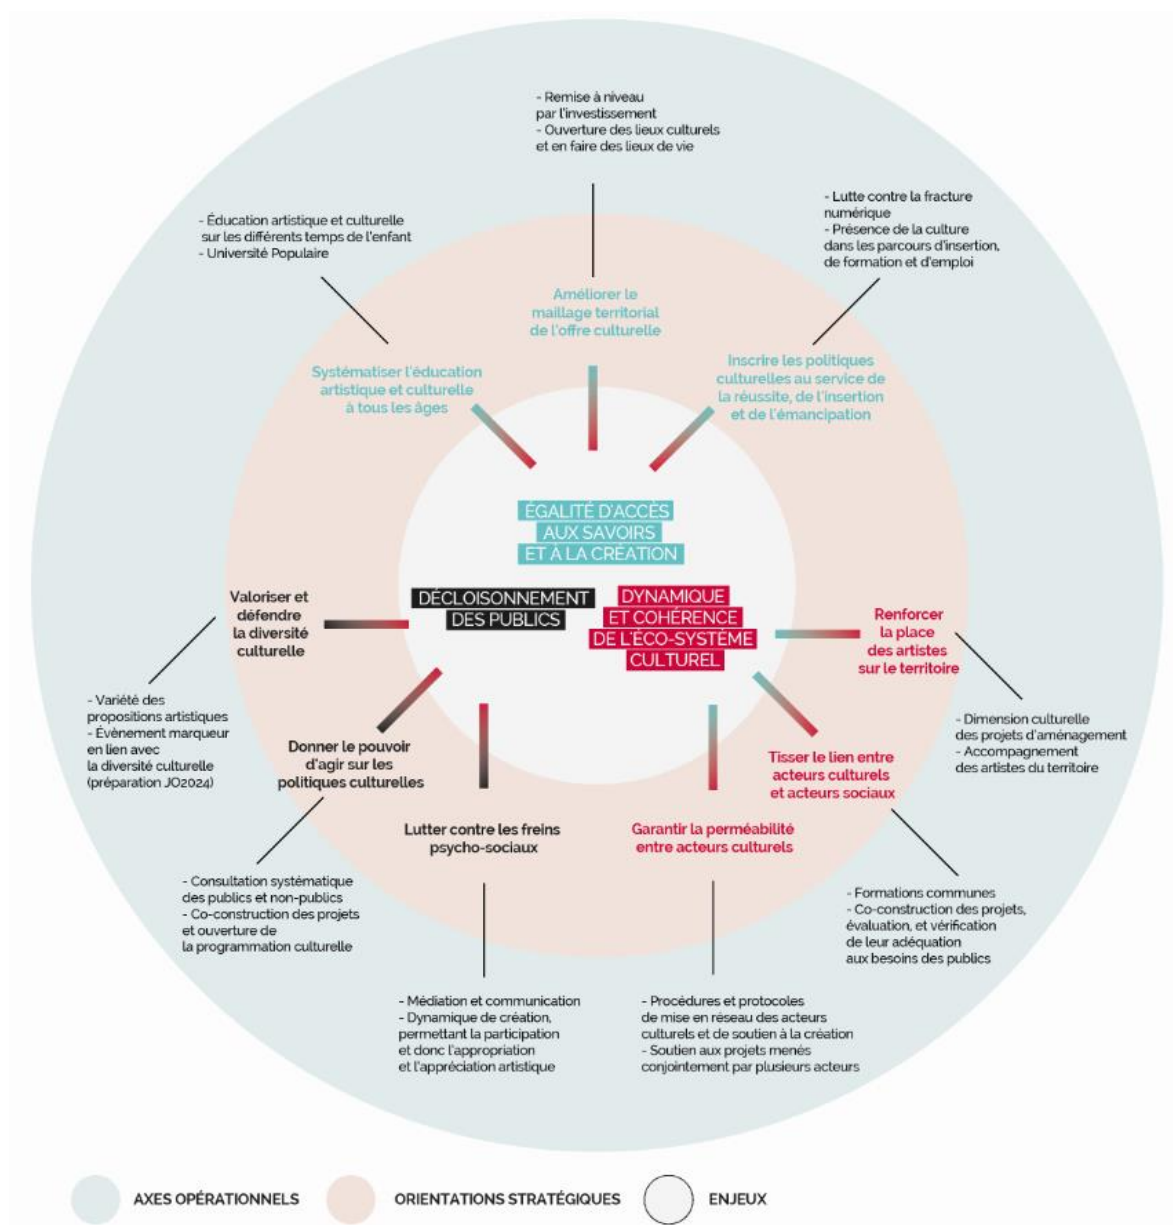 - Remise à niveau
par l'investissement
- Ouverture des lieux culturels
et en faire des lieux de vie
- Éducation artistique et culturelle
sur les différents temps de l'enfant
- Université Populaire
- Lutte contre la fracture
numérique
- Présence de la culture
dans les parcours d'insertion,
de formation et d'emploi
Améliorer le
maillage territorial
de l'offre culturelle
Systématiser l'éducation
artistique et culturelle
à tous les âges
Inscrire les politiques
culturelles au service de
la réussite, de l'insertion
et de l'émancipation
ÉGALITÉ D'ACCÈS
AUX SAVOIRS
ET À LA CRÉATION
DÉCLOISONNEMENT
DES PUBLICS
DYNAMIQUE
ET COHÉRENCE
DE L'ÉCO-SYSTÈME
CULTUREL
Valoriser et
défendre
la diversité
culturelle
Renforcer
la place
des artistes
sur le territoire
- Variété des
propositions artistiques
- Évènement marqueur
en lien avec
la diversité culturelle
(préparation JO2024)
Donner le pouvoir
d'agir sur les
politiques culturelles
Tisser le lien entre
acteurs culturels
et acteurs sociaux
- Dimension culturelle
des projets d'aménagement
- Accompagnement
des artistes du territoire
Lutter contre les freins
psycho-sociaux
Garantir la perméabilité
entre acteurs culturels
- Consultation systématique
des publics et non-publics
- Co-construction des projets
et ouverture de
la programmation culturelle
- Formations communes
- Co-construction des projets,
évaluation, et vérification
de leur adéquation
aux besoins des publics
- Médiation et communication
- Dynamique de création,
permettant la participation
et donc l'appropriation
et l'appréciation artistique
- Procédures et protocoles
de mise en réseau des acteurs
culturels et de soutien à la création
- Soutien aux projets menés
conjointement par plusieurs acteurs
AXES OPÉRATIONNELS
ORIENTATIONS STRATÉGIQUES
ENJEUX